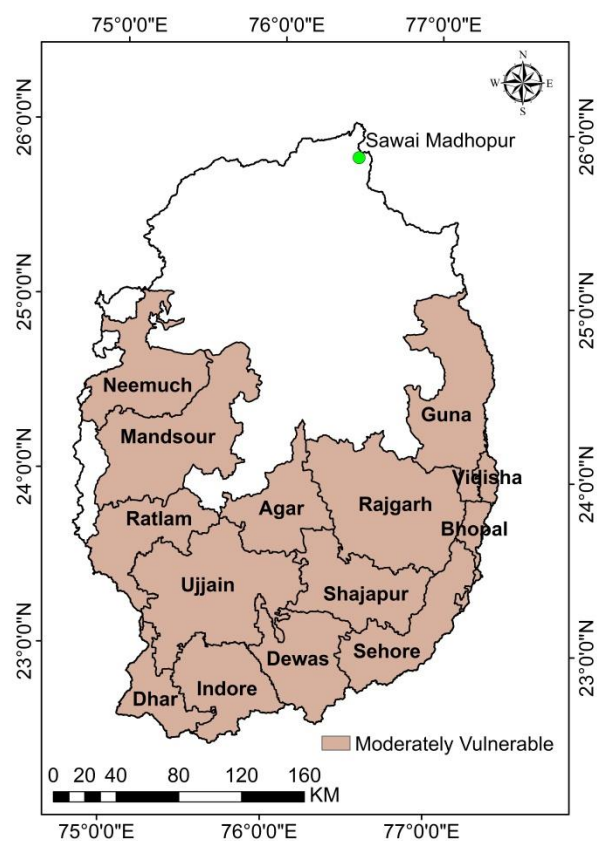 75°0'0"E 76°0'0"E 77°0'0"E
N
W E
S
26°0'0"N 26°0'0"N
Sawai Madhopur
25°0'0"N 25°0'0"N
Neemuch
Guna
Mandsour
24°0'0"N 24°0'0"N
Vidisha
Agar Rajgarh
Ratlam
Bhopal
Ujjain Shajapur
23°0'0"N 23°0'0"N
Dewas Sehore
Dhar Indore
Moderately Vulnerable
0 20 40 80 120 160
KM
75°0'0"E 76°0'0"E 77°0'0"E